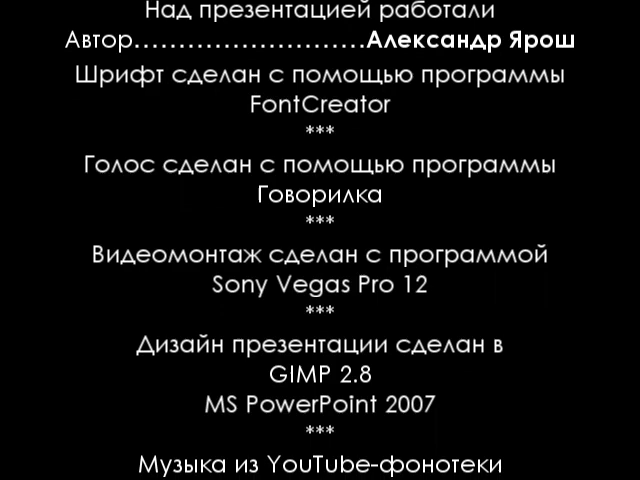 Над презентацией работали
Автор..........................Александр Ярош
Шрифт сделан с помощью программы
FontCreator
***
Голос сделан с помощью программы
Говорилка
***
Видеомонтаж сделан с программой
Sony Vegas Pro 12
***
Дизайн презентации сделан в
GIMP 2.8
MS PowerPoint 2007
***
Музыка из YouTube-фонотеки